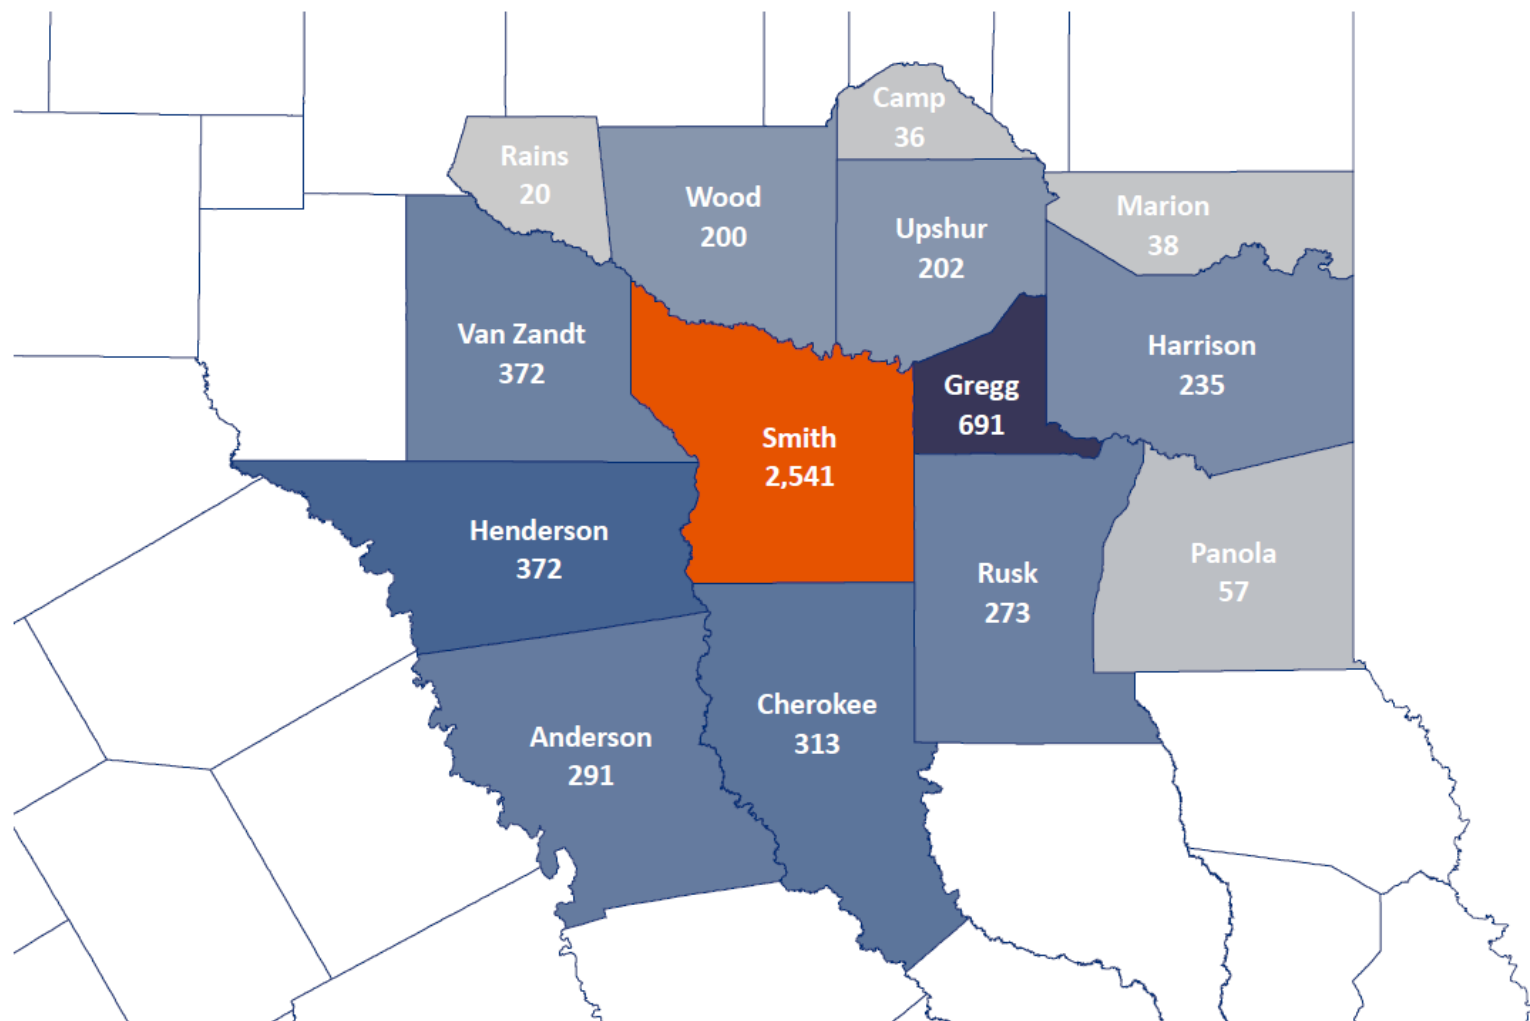 Camp
36
Rains
20
Wood
200
Marion
38
Upshur
202
Van Zandt
372
Harrison
235
Gregg
691
Smith
2,541
Henderson
372
Rusk
273
Panola
57
Cherokee
313
Anderson
291